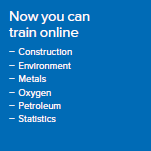 Now you can
train online
– Construction
– Environment
– Metals
– Oxygen
– Petroleum
– Statistics